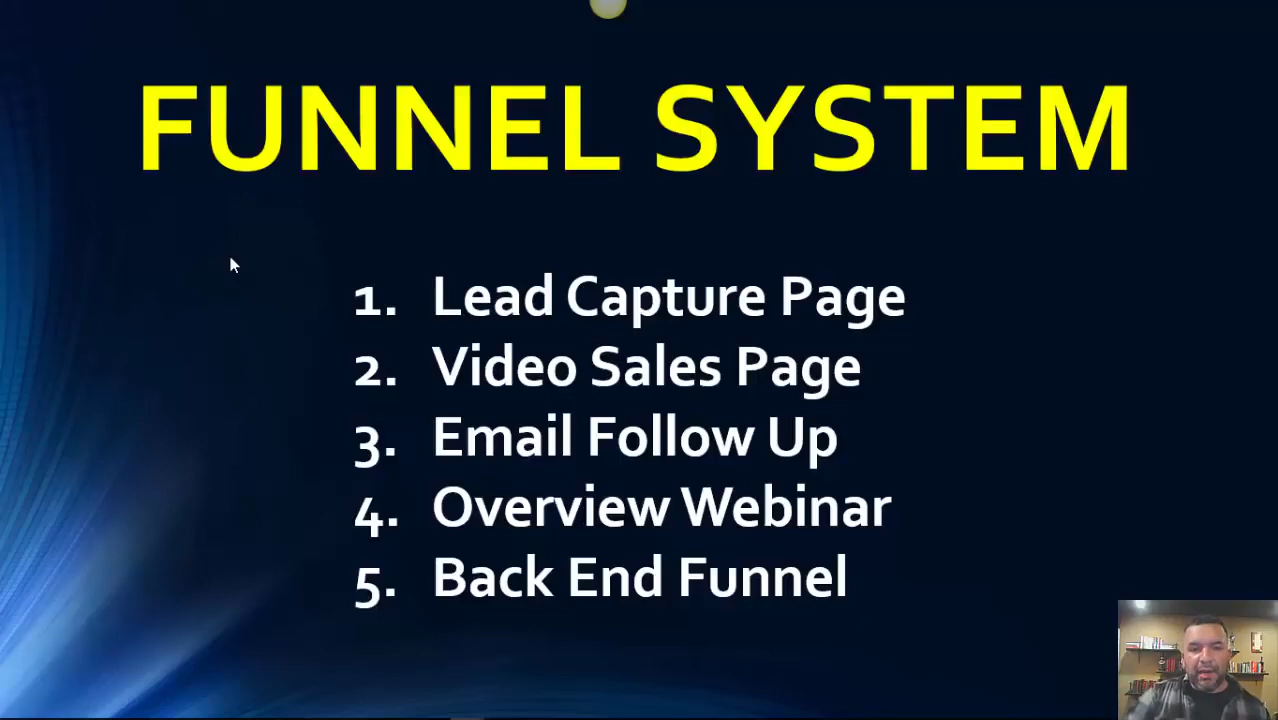 FUNNEL SYSTEM
1. Lead Capture Page
2. Video Sales Page
3. Email Follow Up
4. Overview Webinar
5. Back End Funnel